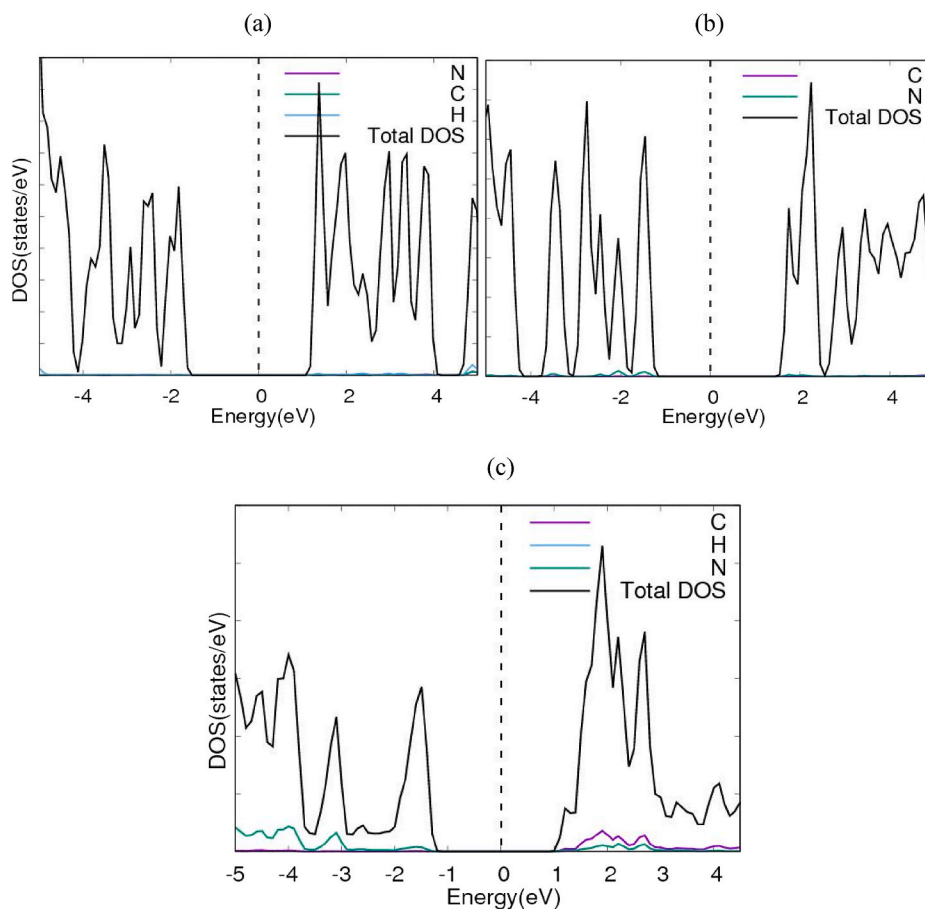 (a)
N
C
H
Total DOS
DOS(states/eV)
-4
-2
0
2
4
Energy(eV)
(b)
C
N
Total DOS
-4
-2
0
2
4
Energy(eV)
(c)
C
H
N
Total DOS
DOS(states/eV)
-5
-4
-3
-2
-1
0
1
2
3
4
Energy(eV)